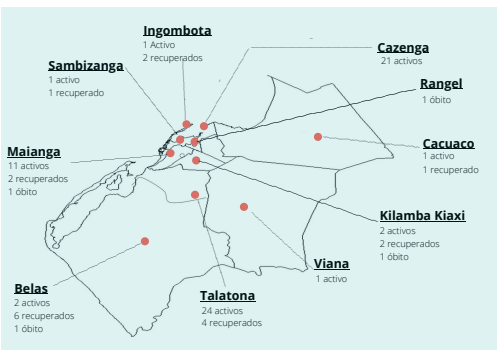 Ingombota
1 Activo
2 recuperados
Sambizanga
1 activo
1 recuperado
Cazenga
21 activos
Rangel
1 óbito
Maianga
11 activos
2 recuperados
1 óbito
Cacuaco
1 activo
1 recuperado
Kilamba Kiaxi
2 activos
2 recuperados
1 óbito
Viana
1 activo
Belas
2 activos
6 recuperados
1 óbito
Talatona
24 activos
4 recuperados